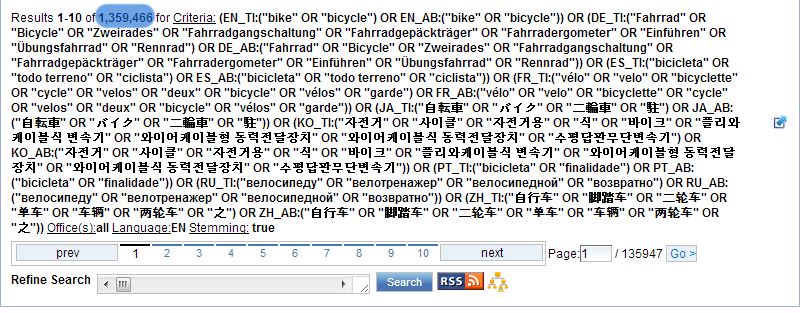 Results 1-10 of 1,359,466 for Criteria: (EN_TI:("bike" OR "bicycle") OR EN_AB:("bike" OR "bicycle")) OR (DE_TI:("Fahrrad" OR
"Bicycle" OR "Zweirades" OR "Fahrradgangschaltung" OR "Fahrradgepäckträger" OR "Fahrradergometer" OR "Einführen" OR
"Übungsfahrrad" OR "Rennrad") OR DE_AB:("Fahrrad" OR "Bicycle" OR "Zweirades" OR "Fahrradgangschaltung" OR
"Fahrradgepäckträger" OR "Fahrradergometer" OR "Einführen" OR "Übungsfahrrad" OR "Rennrad")) OR (ES_TI:("bicicleta" OR
"todo terreno" OR "ciclista") OR ES_AB:("bicicleta" OR "todo terreno" OR "ciclista")) OR (FR_TI:("vélo" OR "velo" OR "bicyclette"
OR "cycle" OR "velos" OR "deux" OR "bicycle" OR "vélos" OR "garde") OR FR_AB:("vélo" OR "velo" OR "bicyclette" OR "cycle"
OR "velos" OR "deux" OR "bicycle" OR "vélos" OR "garde")) OR (JA_TI:("自転車" OR "バイク" OR "二輪車" OR "駐") OR JA_AB:
("自転車" OR "バイク" OR "二輪車" OR "駐")) OR (KO_TI:("자전거" OR "사이클" OR "자전거용" OR "식" OR "바이크" OR "플리와
케이블식 변속기" OR "와이어케이블형 동력전달장치" OR "와이어케이블식 동력전달장치" OR "수평답판무단변속기") OR
KO_AB:("자전거" OR "사이클" OR "자전거용" OR "식" OR "바이크" OR "플리와케이블식 변속기" OR "와이어케이블형 동력전달
장치" OR "와이어케이블식 동력전달장치" OR "수평답판무단변속기")) OR (PT_TI:("bicicleta" OR "finalidade") OR PT_AB:
("bicicleta" OR "finalidade")) OR (RU_TI:("велосипеду" OR "велотренажер" OR "велосипедной" OR "возвратно") OR RU_AB:
("велосипеду" OR "велотренажер" OR "велосипедной" OR "возвратно")) OR (ZH_TI:("自行车" OR "脚踏车" OR "二轮车" OR
"单车" OR "车辆" OR "两轮车" OR "之") OR ZH_AB:("自行车" OR "脚踏车" OR "二轮车" OR "单车" OR "车辆" OR "两轮车" OR
"之")) Office(s):all Language:EN Stemming: true
prev 1 2 3 4 5 6 7 8 9 10 next Page: 1 / 135947 Go >
Refine Search Search RSS